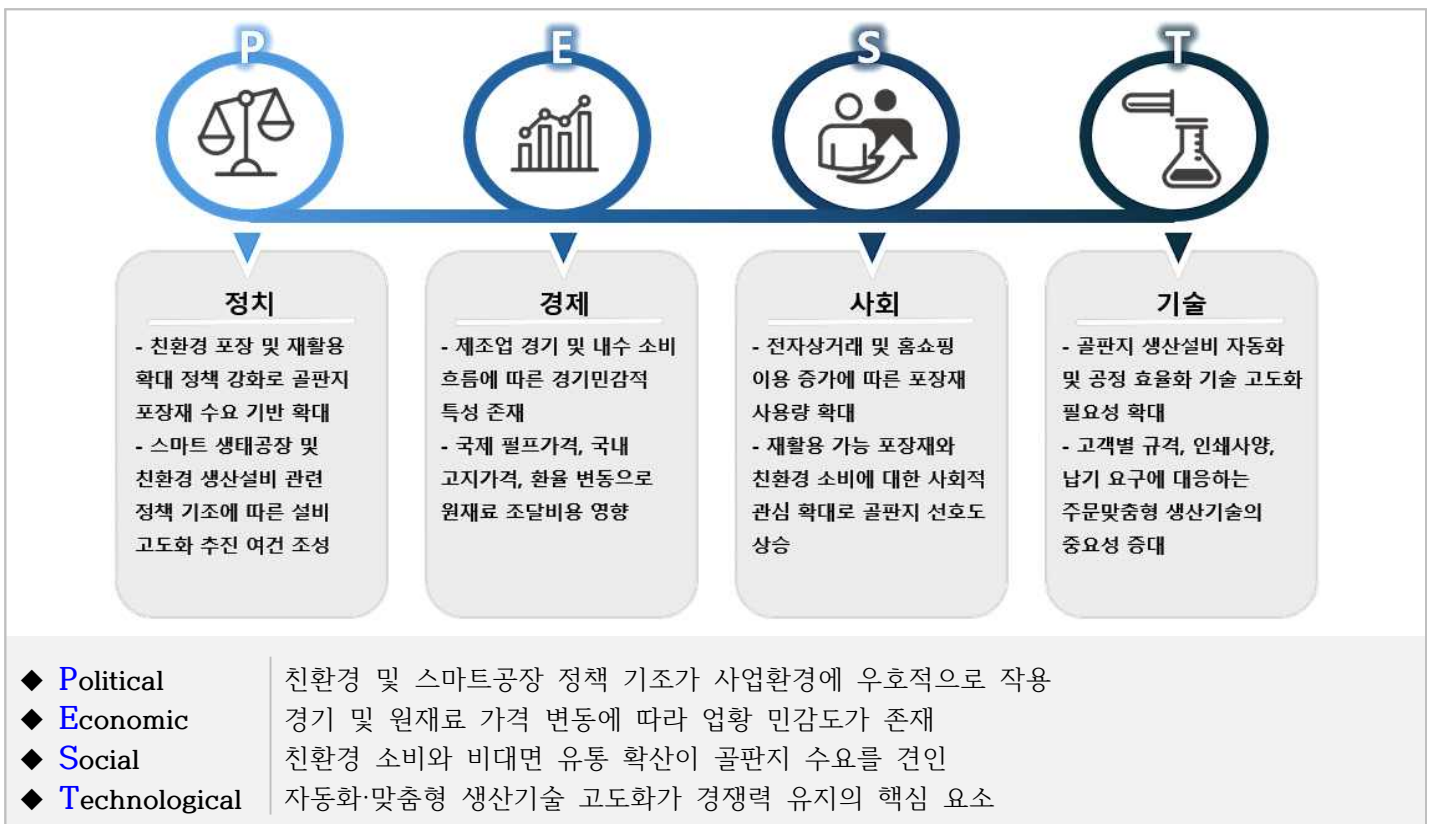 P
E
S
T
정치
- 친환경 포장 및 재활용
확대 정책 강화로 골판지
포장재 수요 기반 확대
- 스마트 생태공장 및
친환경 생산설비 관련
정책 기조에 따른 설비
고도화 추진 여건 조성
경제
- 제조업 경기 및 내수 소비
흐름에 따른 경기민감적
특성 존재
- 국제 펄프가격, 국내
고지가격, 환율 변동으로
원재료 조달비용 영향
사회
- 전자상거래 및 홈쇼핑
이용 증가에 따른 포장재
사용량 확대
- 재활용 가능 포장재와
친환경 소비에 대한 사회적
관심 확대로 골판지 선호도
상승
기술
- 골판지 생산설비 자동화
및 공정 효율화 기술 고도화
필요성 확대
- 고객별 규격, 인쇄사양,
납기 요구에 대응하는
주문맞춤형 생산기술의
중요성 증대
◆ Political 친환경 및 스마트공장 정책 기조가 사업환경에 우호적으로 작용
◆ Economic 경기 및 원재료 가격 변동에 따라 업황 민감도가 존재
◆ Social 친환경 소비와 비대면 유통 확산이 골판지 수요를 견인
◆ Technological 자동화·맞춤형 생산기술 고도화가 경쟁력 유지의 핵심 요소